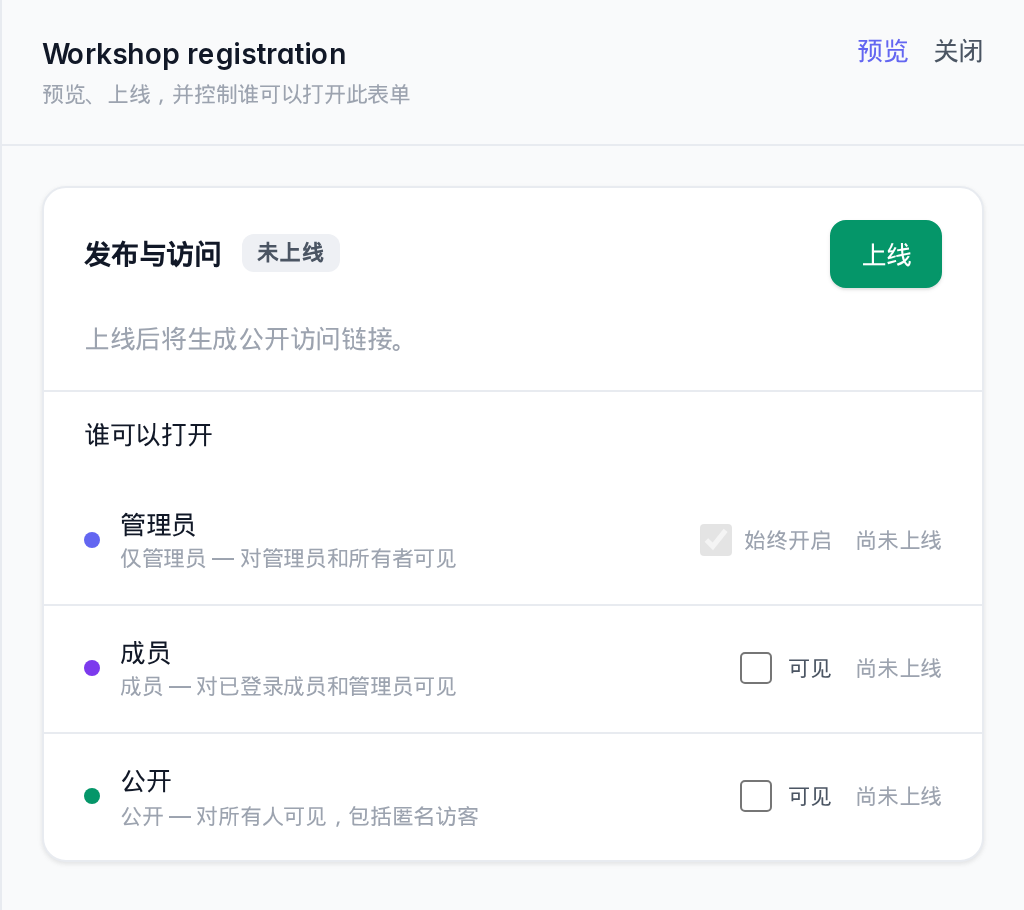 Workshop registration
预览 关闭
预览、上线，并控制谁可以打开此表单
发布与访问 未上线 上线
上线后将生成公开访问链接。
谁可以打开
管理员
仅管理员 — 对管理员和所有者可见
始终开启 尚未上线
成员
成员 — 对已登录成员和管理员可见
可见 尚未上线
公开
公开 — 对所有人可见，包括匿名访客
可见 尚未上线